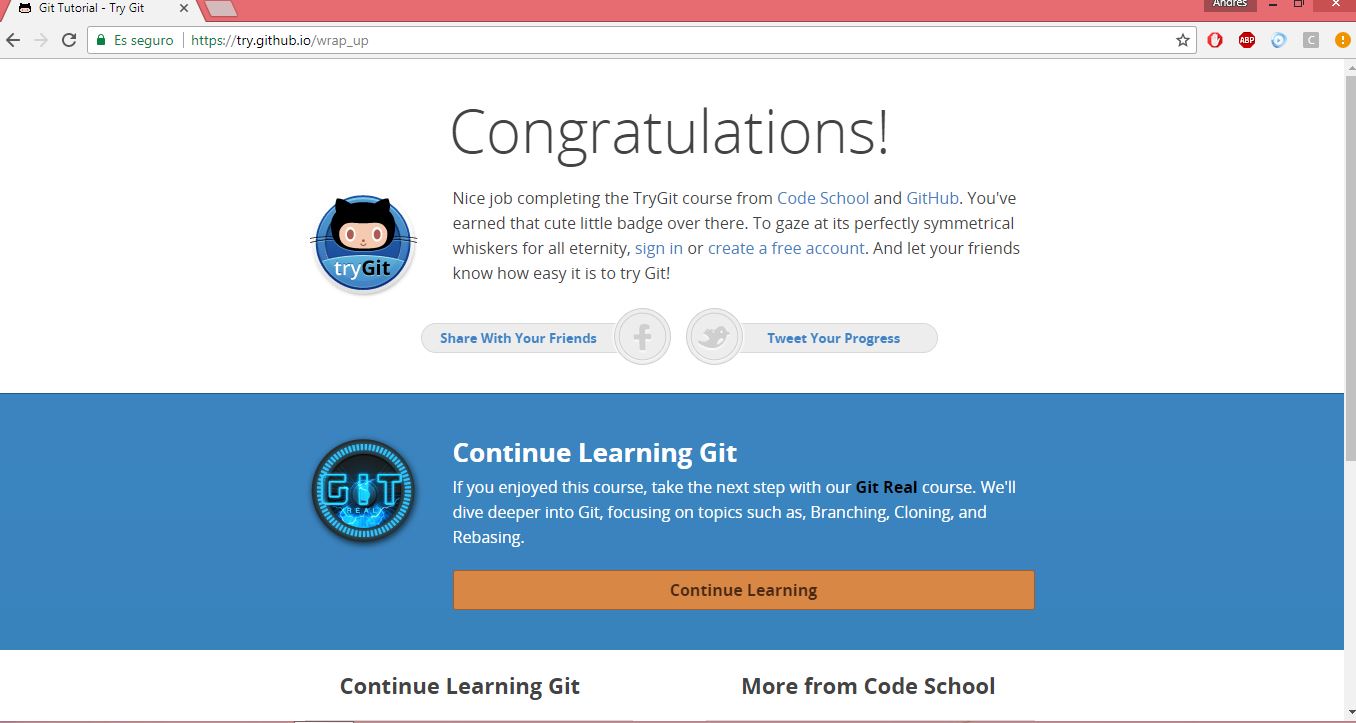 Git Tutorial - Try Git
Andres
Es seguro
https://try.github.io/wrap_up
ABP
C
Congratulations!
Nice job completing the TryGit course from Code School and GitHub. You've
earned that cute little badge over there. To gaze at its perfectly symmetrical
whiskers for all eternity, sign in or create a free account. And let your friends
know how easy it is to try Git!
tryGit
Share With Your Friends
Tweet Your Progress
Continue Learning Git
If you enjoyed this course, take the next step with our Git Real course. We'll
dive deeper into Git, focusing on topics such as, Branching, Cloning, and
Rebasing.
GIT
REAL
Continue Learning
Continue Learning Git
More from Code School